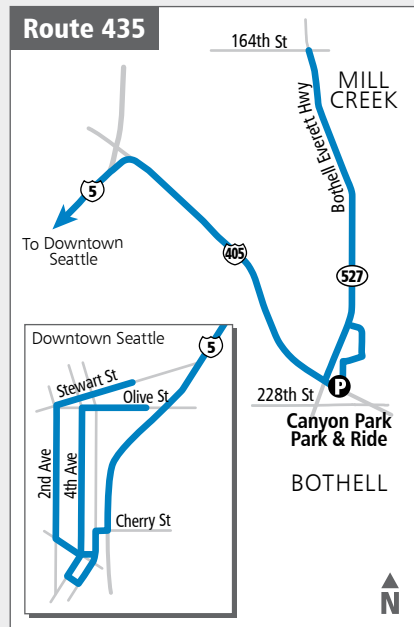 Route 435
164th St
MILL
CREEK
Bothell Everett Hwy
5
To Downtown
Seattle
405
527
Downtown Seattle
5
Stewart St
Olive St
2nd Ave
4th Ave
Cherry St
P
228th St
Canyon Park
Park & Ride
BOTHELL
N